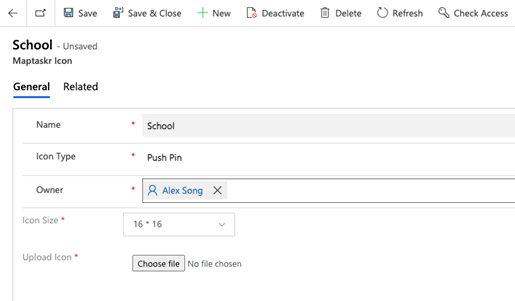 Save Save & Close New Deactivate Delete Refresh Check Access
School - Unsaved
Maptaskr Icon
General Related
Name * School
Icon Type * Push Pin
Owner * Alex Song
Icon Size * 16 * 16
Upload Icon * Choose file No file chosen